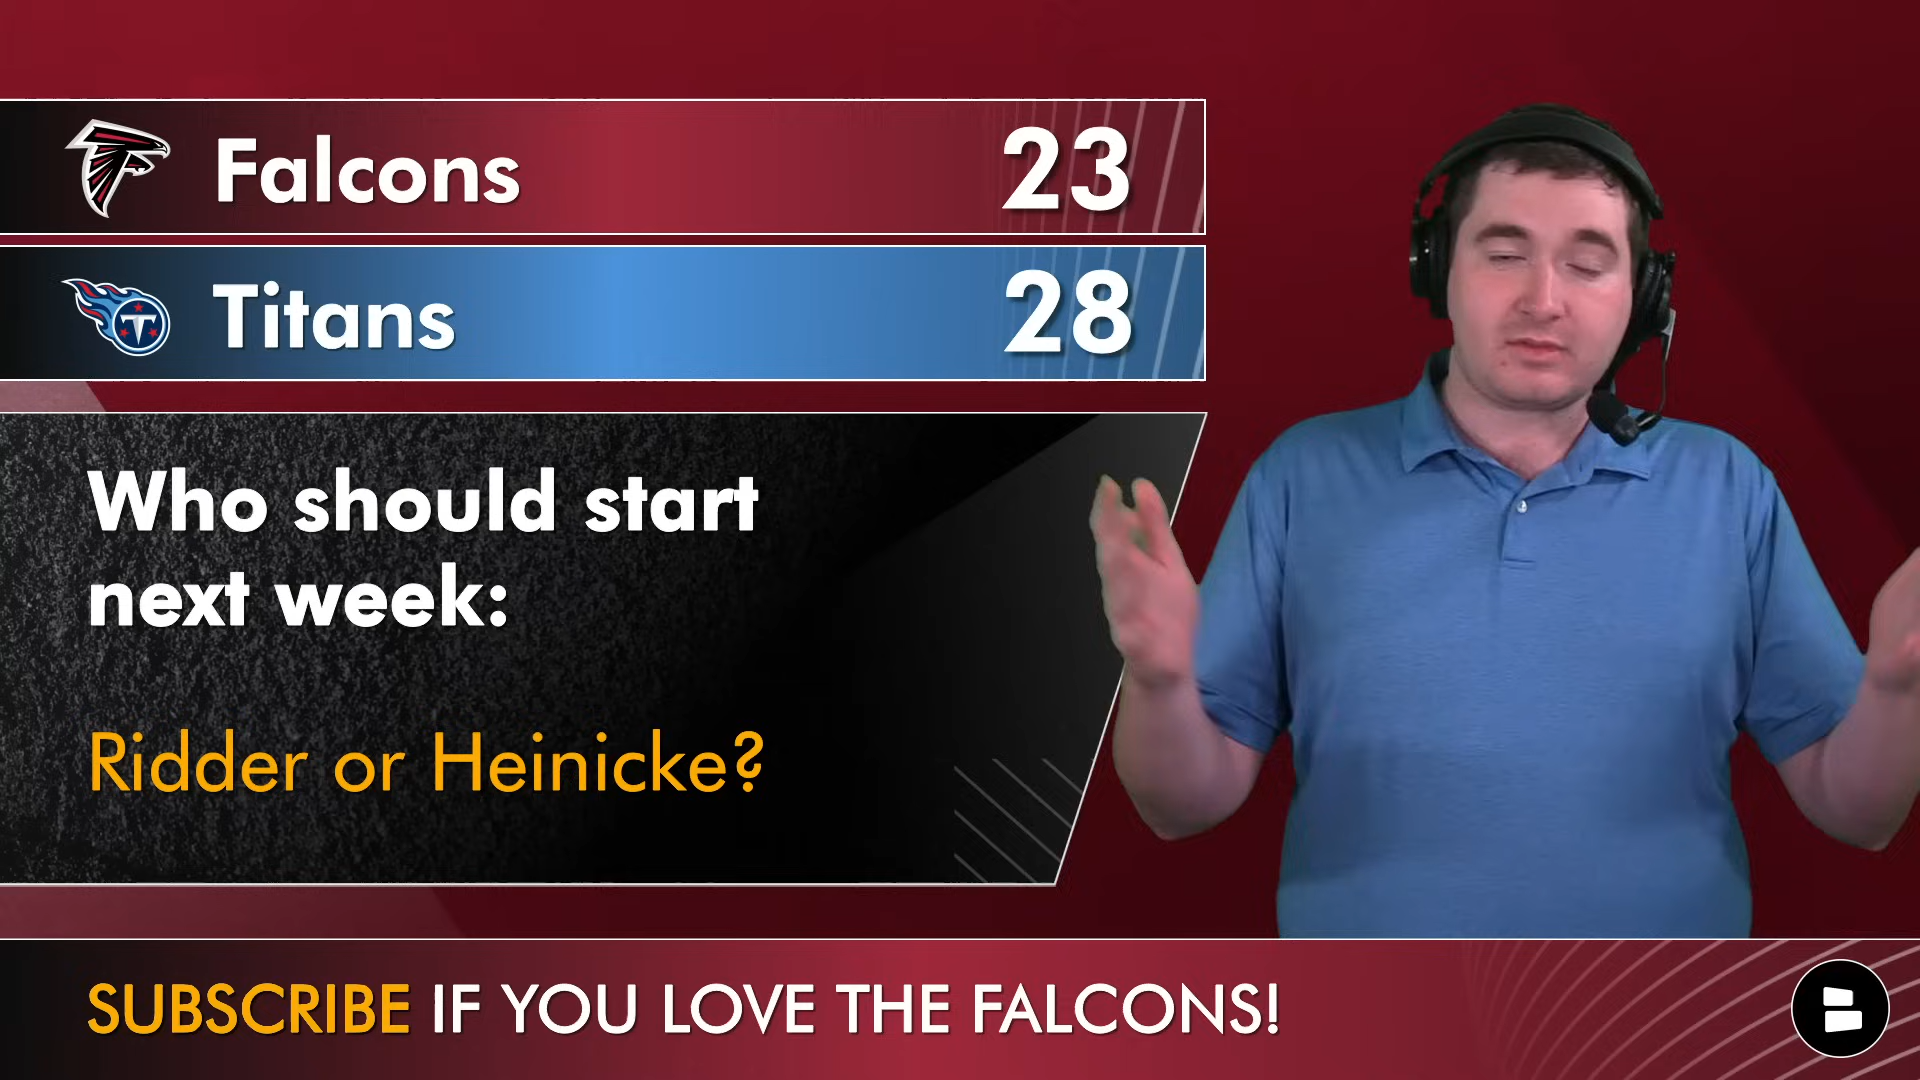 Falcons 23
Titans 28
Who should start
next week:
Ridder or Heinicke?
SUBSCRIBE IF YOU LOVE THE FALCONS!